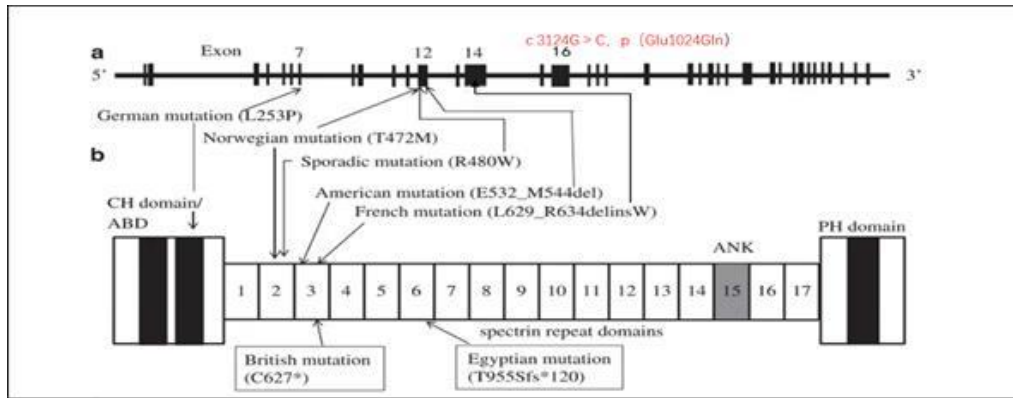 c 3124G > C, p (Glu1024Gln)
a Exon 7 12 14 16
5' 3'
German mutation (L253P)
Norwegian mutation (T472M)
b
Sporadic mutation (R480W)
American mutation (E532_M544del)
CH domain/
ABD
French mutation (L629_R634delinsW)
PH domain
ANK
1 2 3 4 5 6 7 8 9 10 11 12 13 14 15 16 17
spectrin repeat domains
British mutation
(C627*)
Egyptian mutation
(T955Sfs*120)